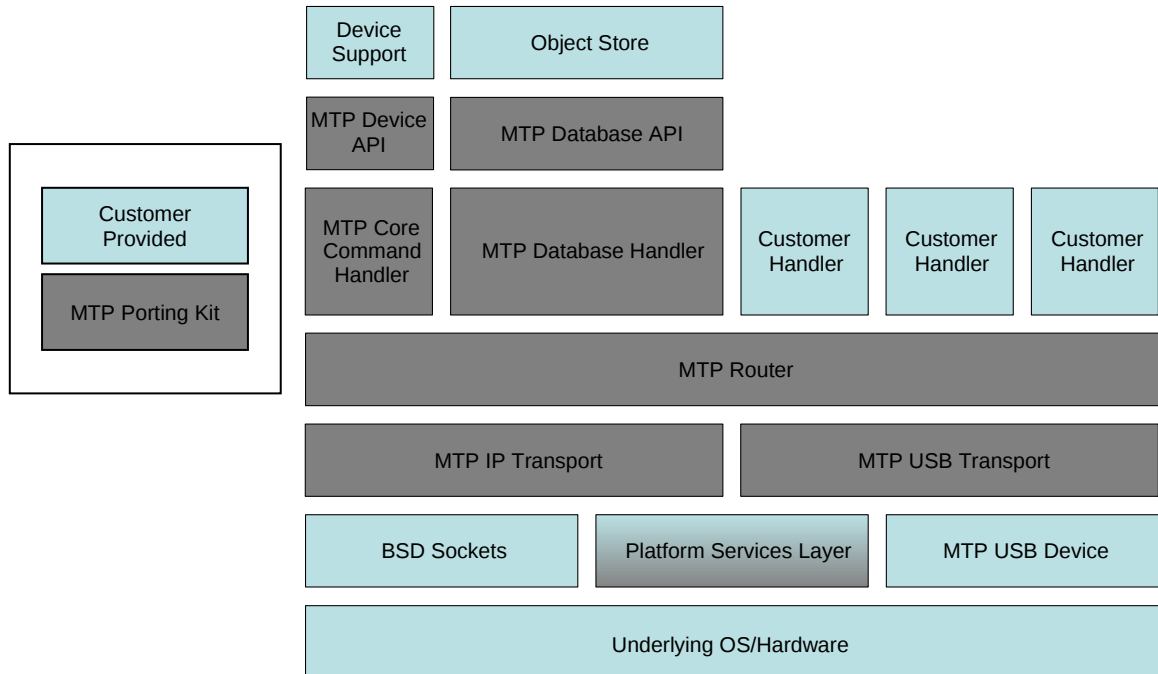 Device
Support
Object Store
MTP Device
API
MTP Database API
Customer
Provided
MTP Porting Kit
MTP Core
Command
Handler
MTP Database Handler
Customer
Handler
Customer
Handler
Customer
Handler
MTP Router
MTP IP Transport
MTP USB Transport
BSD Sockets
Platform Services Layer
MTP USB Device
Underlying OS/Hardware